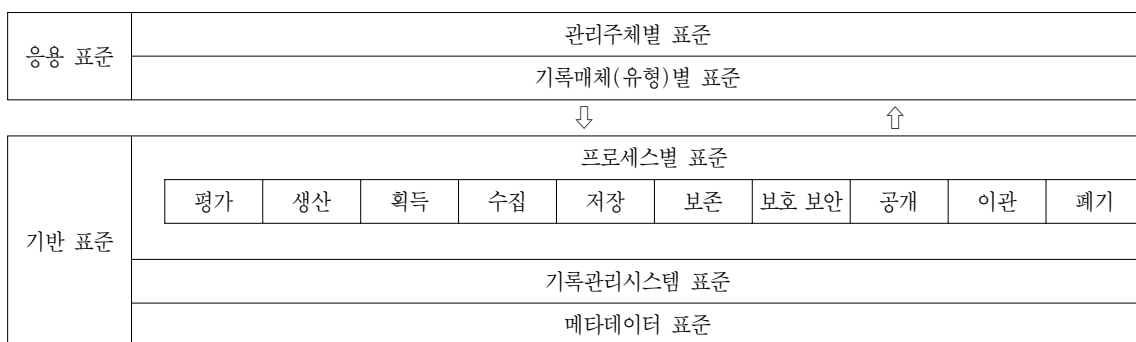 응용 표준
관리주체별 표준
기록매체(유형)별 표준
⇩ ⇧
기반 표준
프로세스별 표준
평가 생산 획득 수집 저장 보존 보호 보안 공개 이관 폐기
기록관리시스템 표준
메타데이터 표준